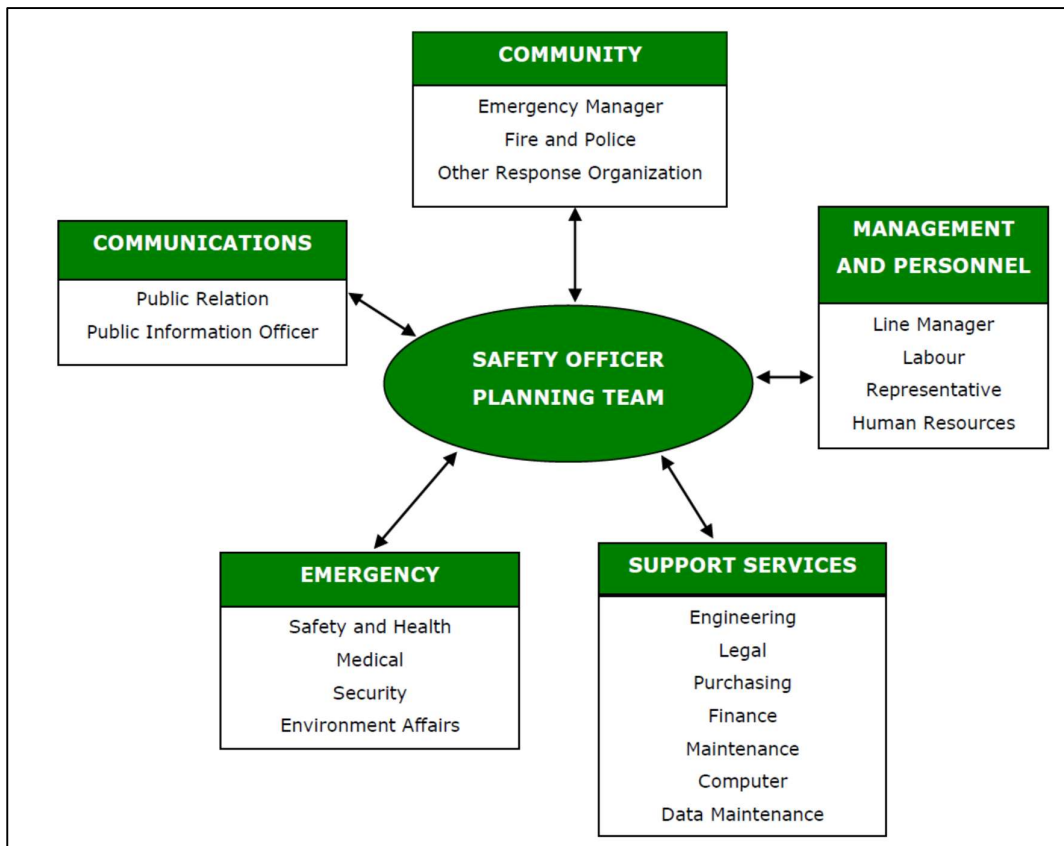 COMMUNITY
Emergency Manager
Fire and Police
Other Response Organization
COMMUNICATIONS
Public Relation
Public Information Officer
MANAGEMENT
AND PERSONNEL
Line Manager
Labour
Representative
Human Resources
SAFETY OFFICER
PLANNING TEAM
EMERGENCY
Safety and Health
Medical
Security
Environment Affairs
SUPPORT SERVICES
Engineering
Legal
Purchasing
Finance
Maintenance
Computer
Data Maintenance